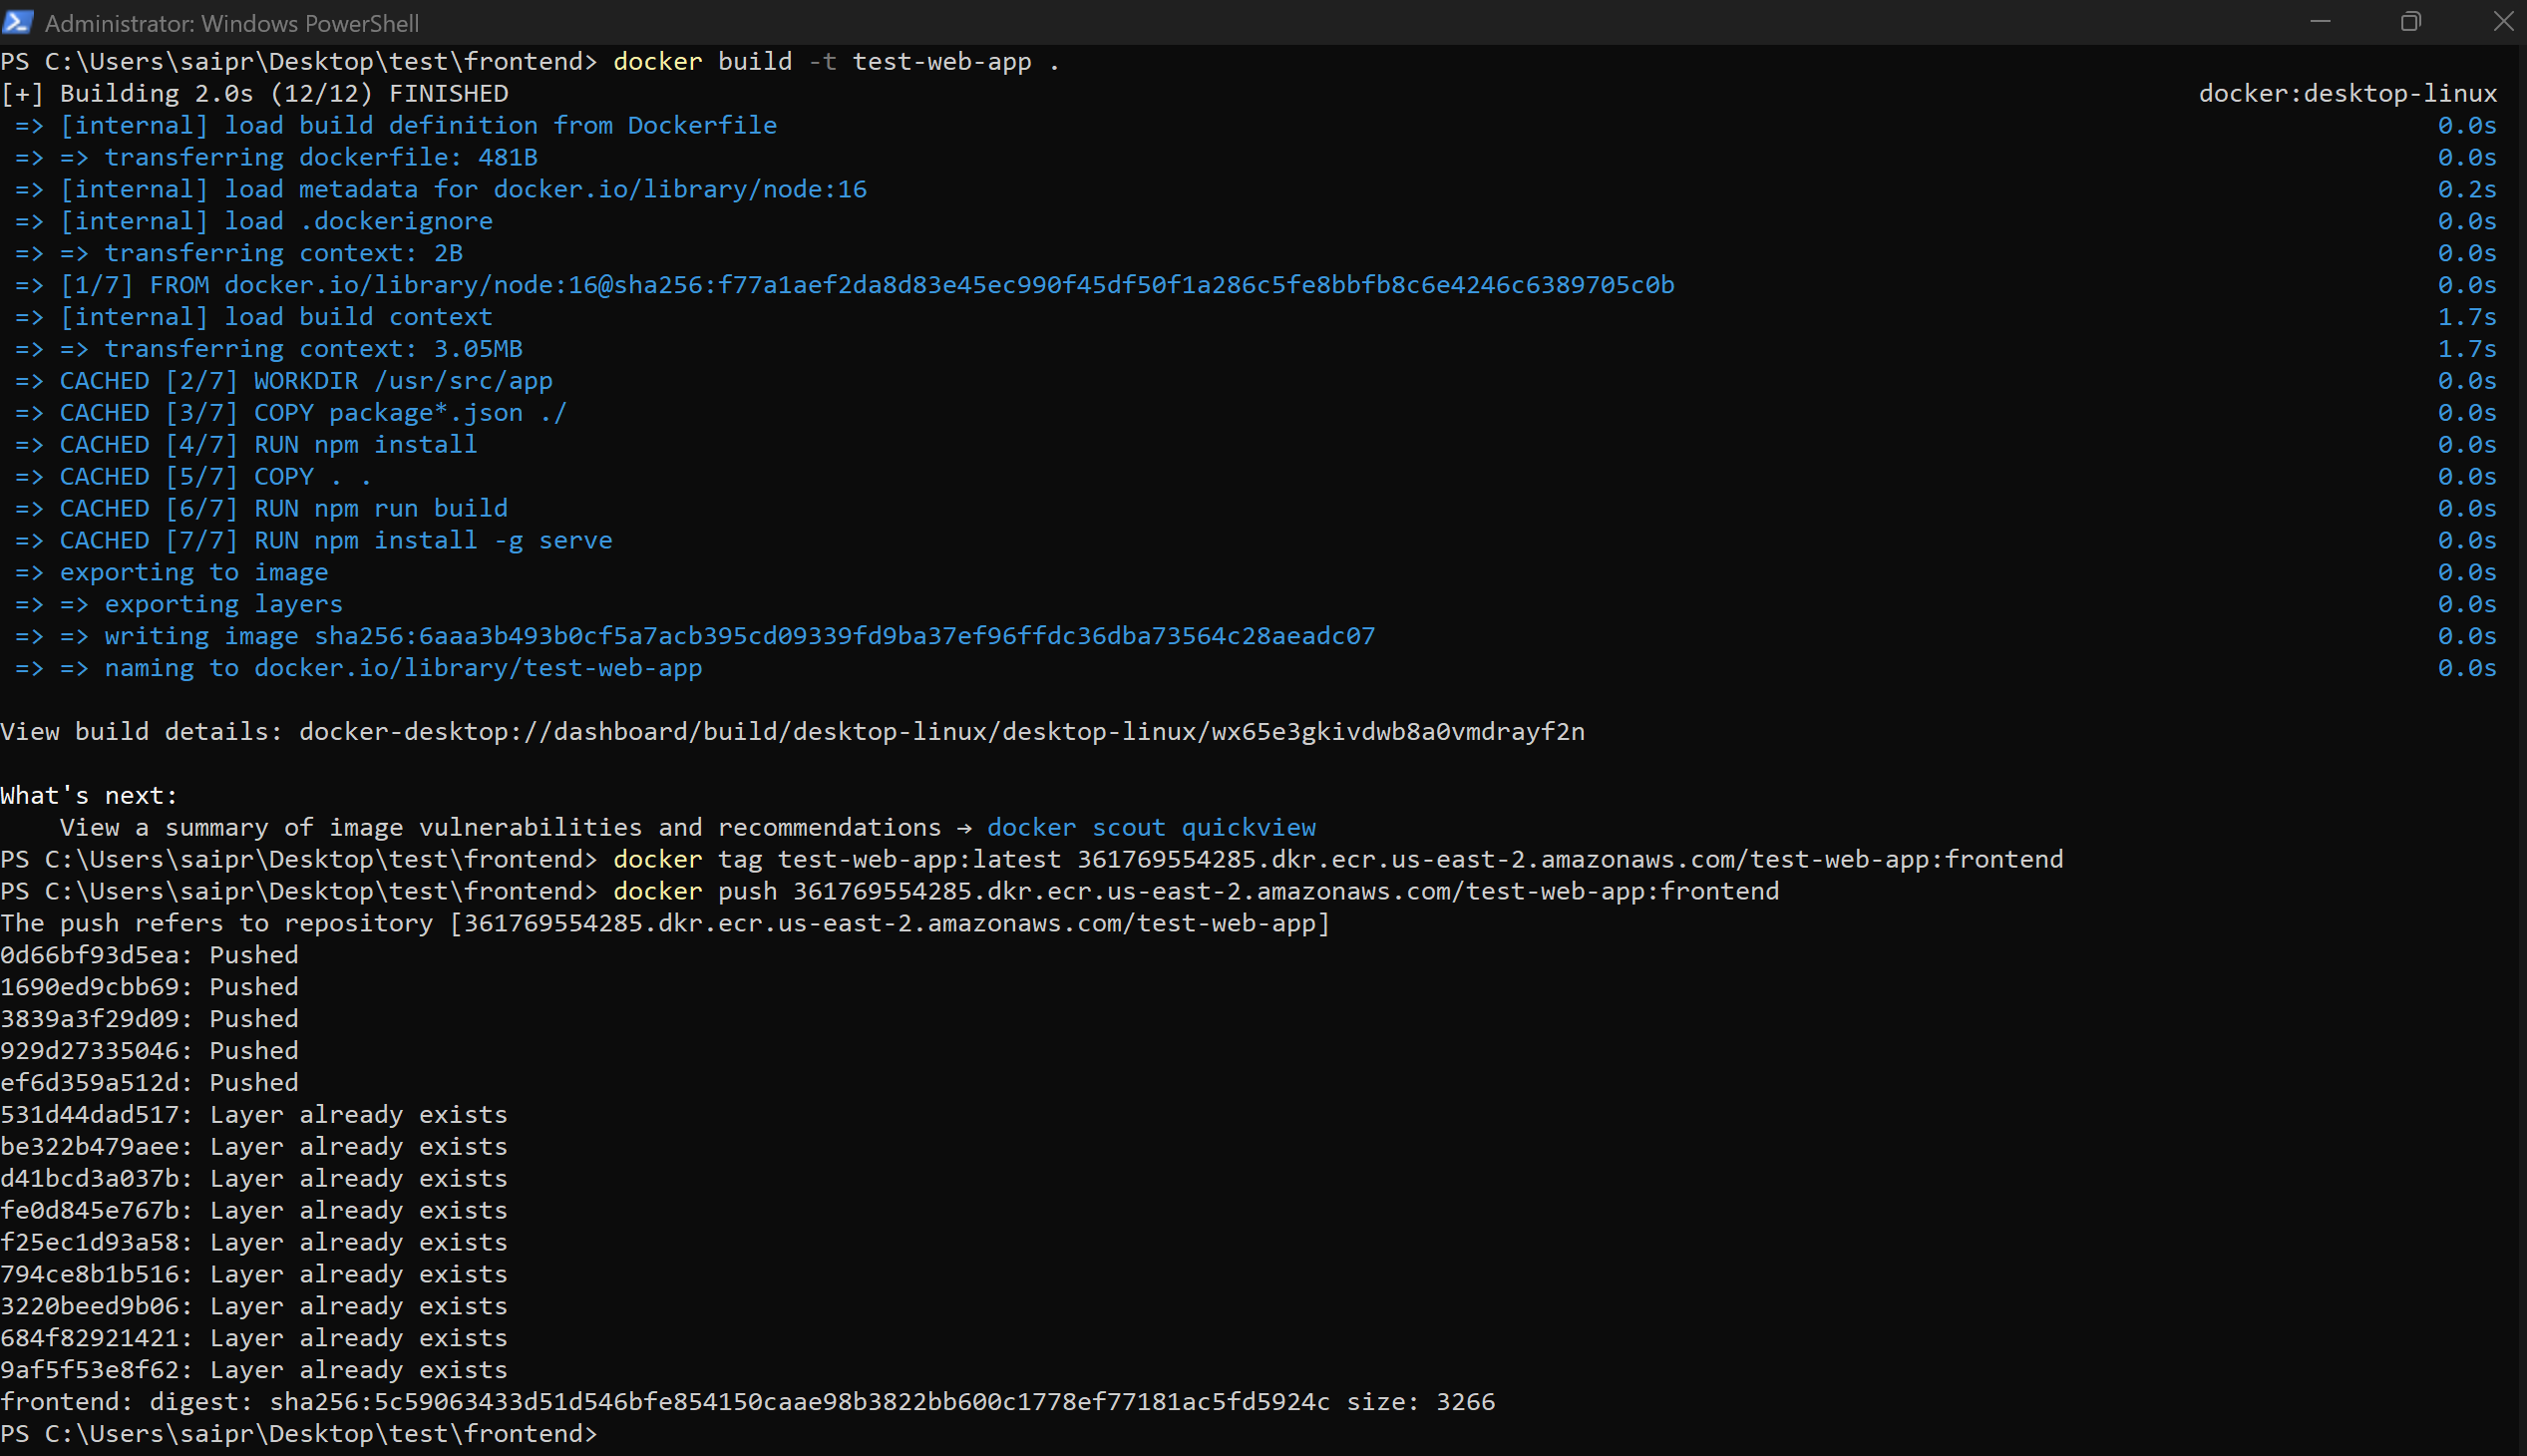 Administrator: Windows PowerShell
PS C:\Users\saipr\Desktop\test\frontend> docker build -t test-web-app .
[+] Building 2.0s (12/12) FINISHED docker:desktop-linux
=> [internal] load build definition from Dockerfile 0.0s
=> => transferring dockerfile: 481B 0.0s
=> [internal] load metadata for docker.io/library/node:16 0.2s
=> [internal] load .dockerignore 0.0s
=> => transferring context: 2B 0.0s
=> [1/7] FROM docker.io/library/node:16@sha256:f77a1aef2da8d83e45ec990f45df50f1a286c5fe8bbfb8c6e4246c6389705c0b 0.0s
=> [internal] load build context 1.7s
=> => transferring context: 3.05MB 1.7s
=> CACHED [2/7] WORKDIR /usr/src/app 0.0s
=> CACHED [3/7] COPY package*.json ./ 0.0s
=> CACHED [4/7] RUN npm install 0.0s
=> CACHED [5/7] COPY . . 0.0s
=> CACHED [6/7] RUN npm run build 0.0s
=> CACHED [7/7] RUN npm install -g serve 0.0s
=> exporting to image 0.0s
=> => exporting layers 0.0s
=> => writing image sha256:6aaa3b493b0cf5a7acb395cd09339fd9ba37ef96ffdc36dba73564c28aeadc07 0.0s
=> => naming to docker.io/library/test-web-app 0.0s
View build details: docker-desktop://dashboard/build/desktop-linux/desktop-linux/wx65e3gkivdwb8a0vmdrayf2n
What's next:
View a summary of image vulnerabilities and recommendations → docker scout quickview
PS C:\Users\saipr\Desktop\test\frontend> docker tag test-web-app:latest 361769554285.dkr.ecr.us-east-2.amazonaws.com/test-web-app:frontend
PS C:\Users\saipr\Desktop\test\frontend> docker push 361769554285.dkr.ecr.us-east-2.amazonaws.com/test-web-app:frontend
The push refers to repository [361769554285.dkr.ecr.us-east-2.amazonaws.com/test-web-app]
0d66bf93d5ea: Pushed
1690ed9cbb69: Pushed
3839a3f29d09: Pushed
929d27335046: Pushed
ef6d359a512d: Pushed
531d44dad517: Layer already exists
be322b479aee: Layer already exists
d41bcd3a037b: Layer already exists
fe0d845e767b: Layer already exists
f25ec1d93a58: Layer already exists
794ce8b1b516: Layer already exists
3220beed9b06: Layer already exists
684f82921421: Layer already exists
9af5f53e8f62: Layer already exists
frontend: digest: sha256:5c59063433d51d546bfe854150caae98b3822bb600c1778ef77181ac5fd5924c size: 3266
PS C:\Users\saipr\Desktop\test\frontend>